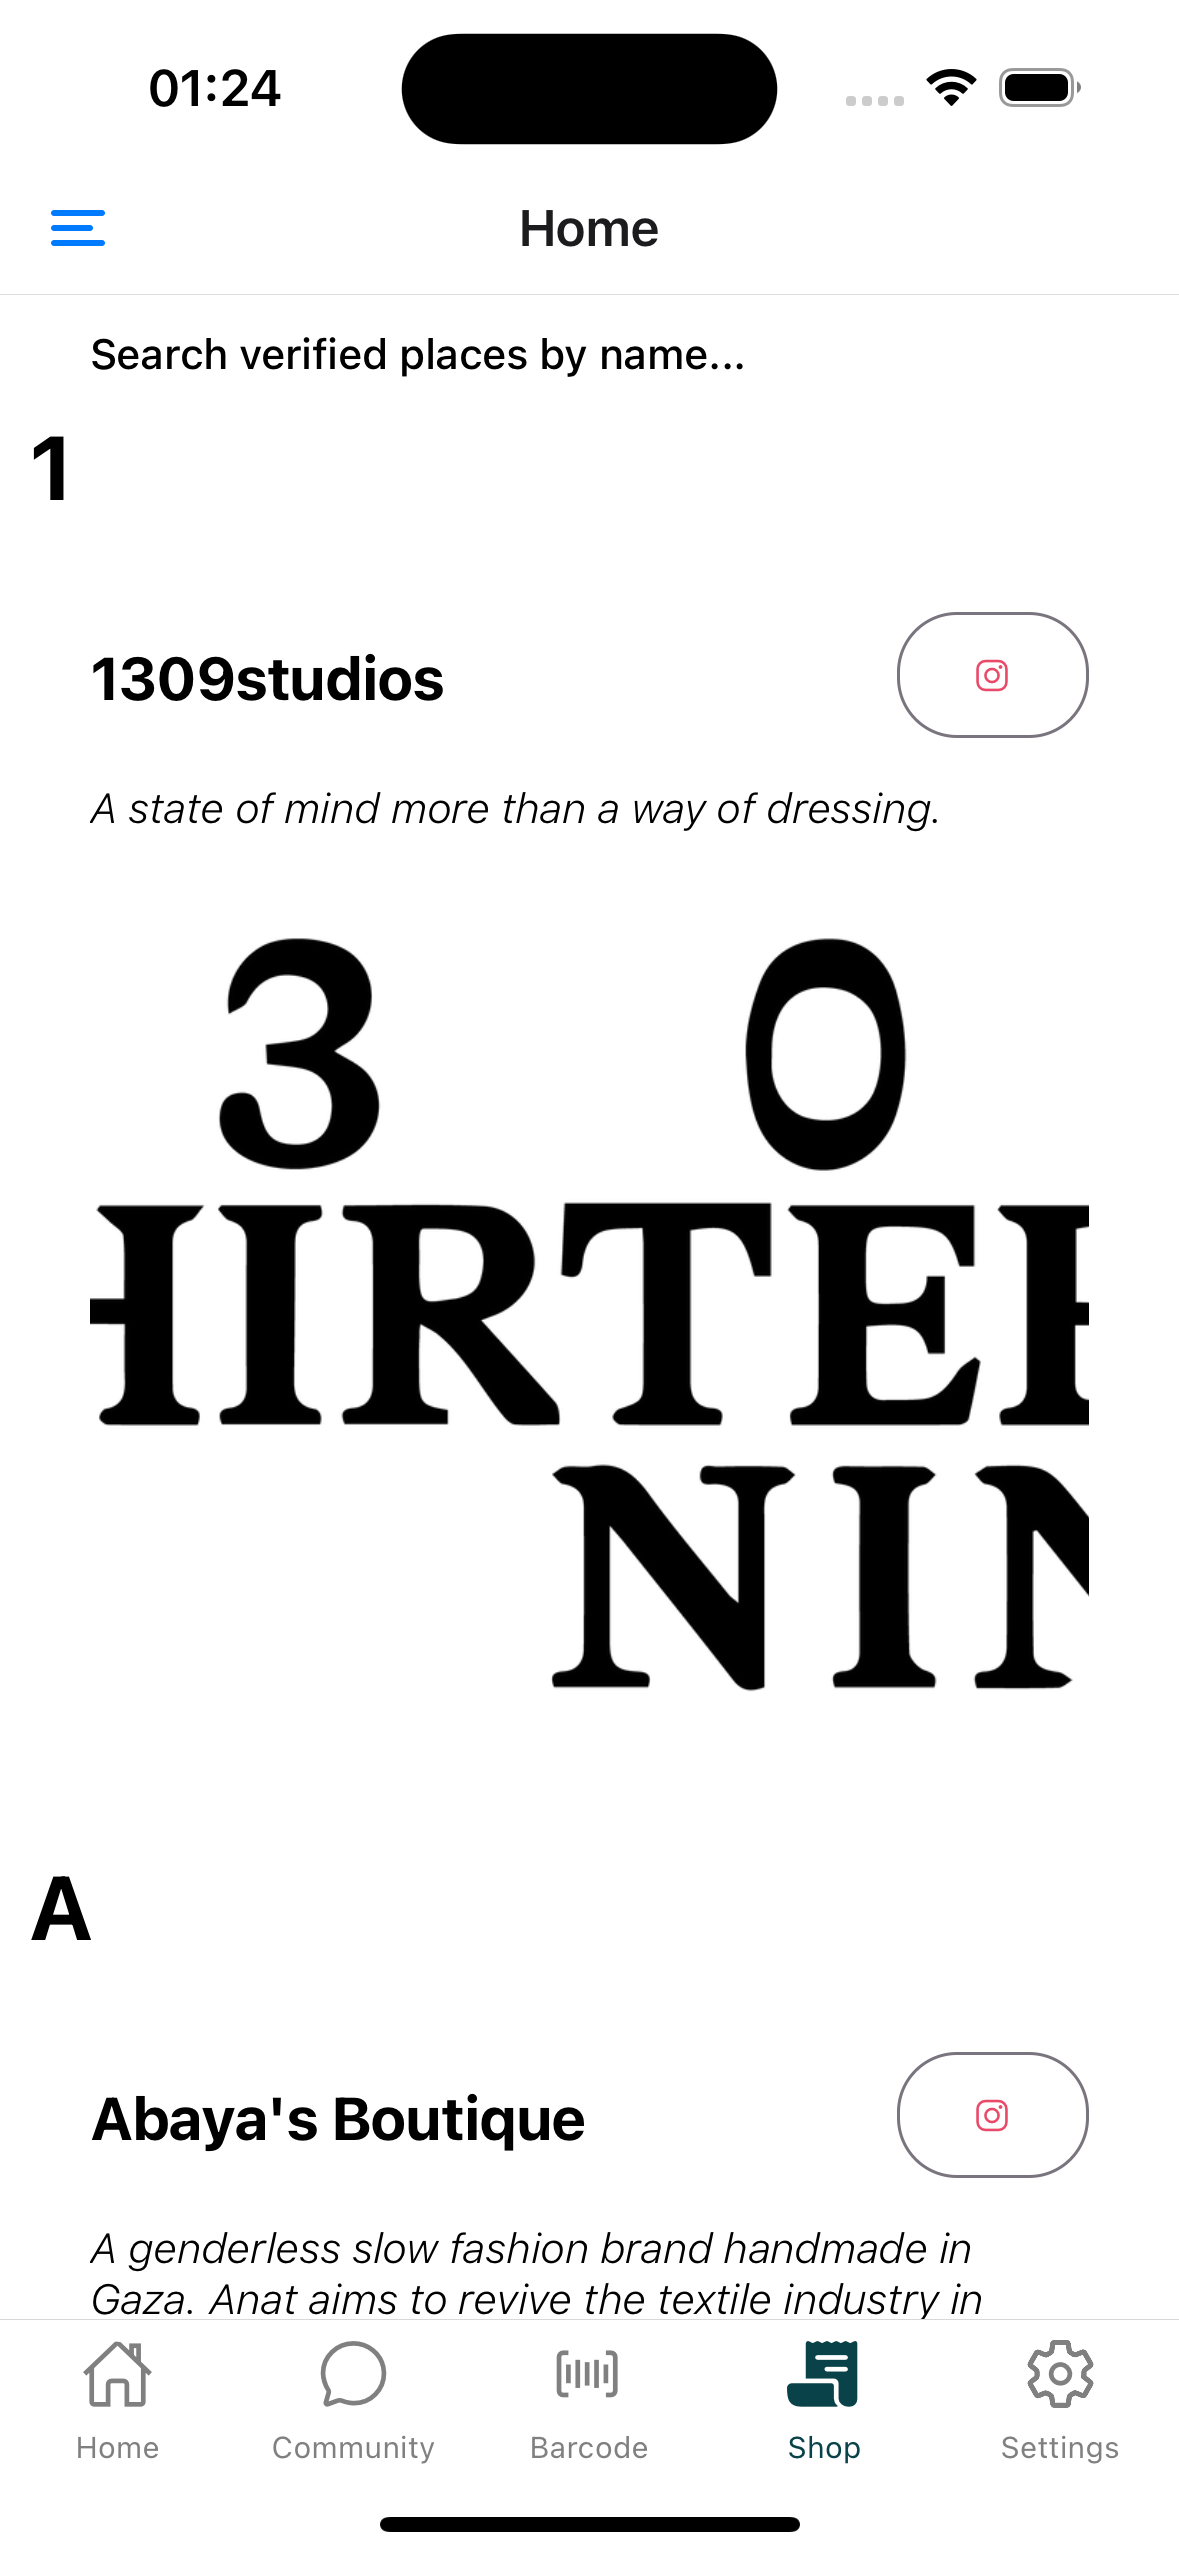 01:24
Home
Search verified places by name...
1
1309studios
A state of mind more than a way of dressing.
3 0
HIRTEE
NIN
A
Abaya's Boutique
A genderless slow fashion brand handmade in
Gaza. Anat aims to revive the textile industry in
Home
Community
Barcode
Shop
Settings